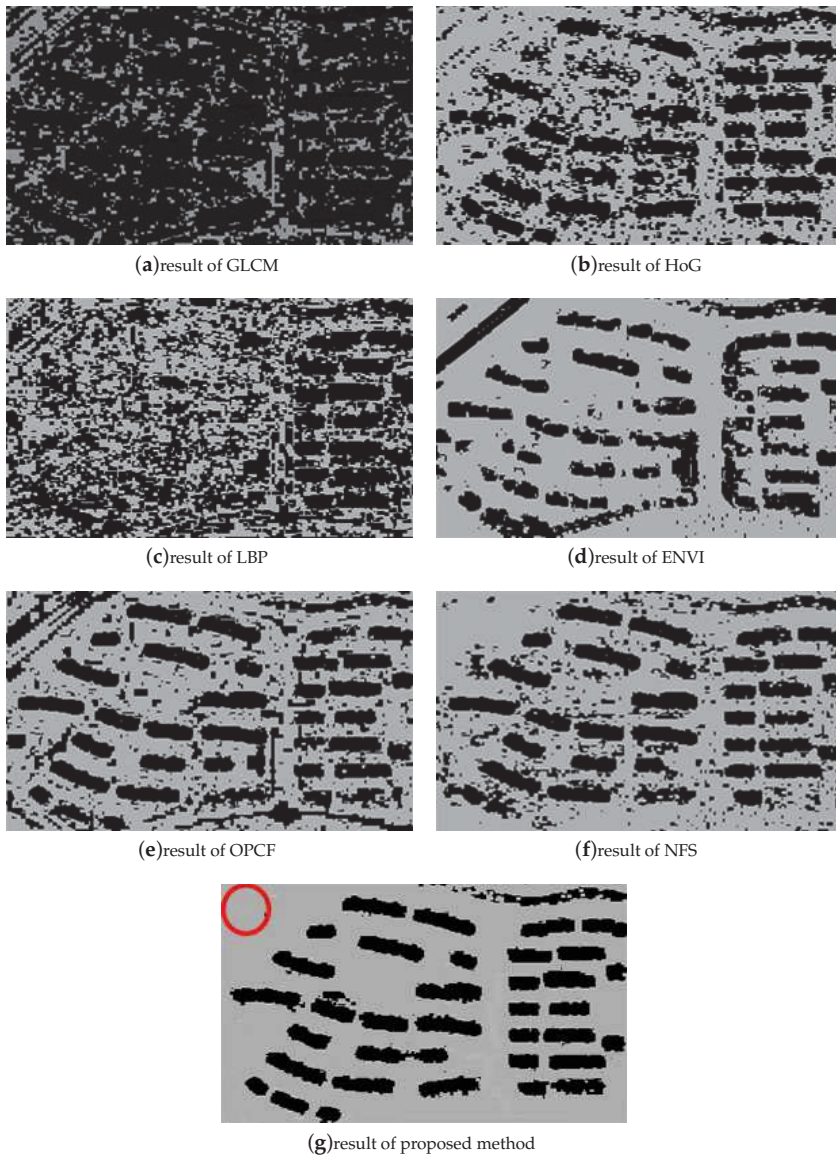 (a)result of GLCM
(b)result of HoG
(c)result of LBP
(d)result of ENVI
(e)result of OPCF
(f)result of NFS
(g)result of proposed method